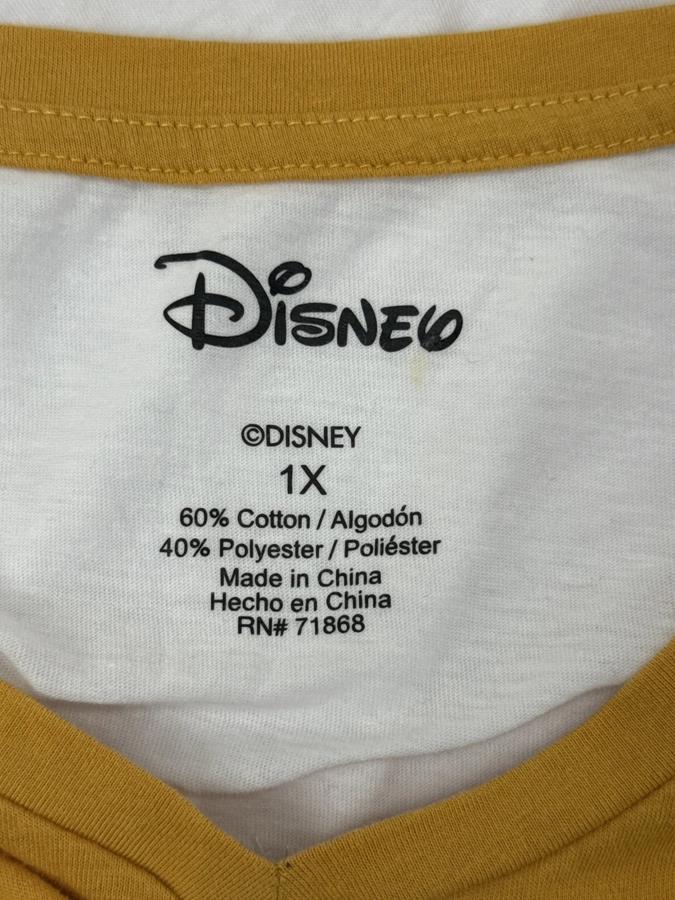 Disney
©DISNEY
1X
60% Cotton / Algodón
40% Polyester / Poliéster
Made in China
Hecho en China
RN# 71868